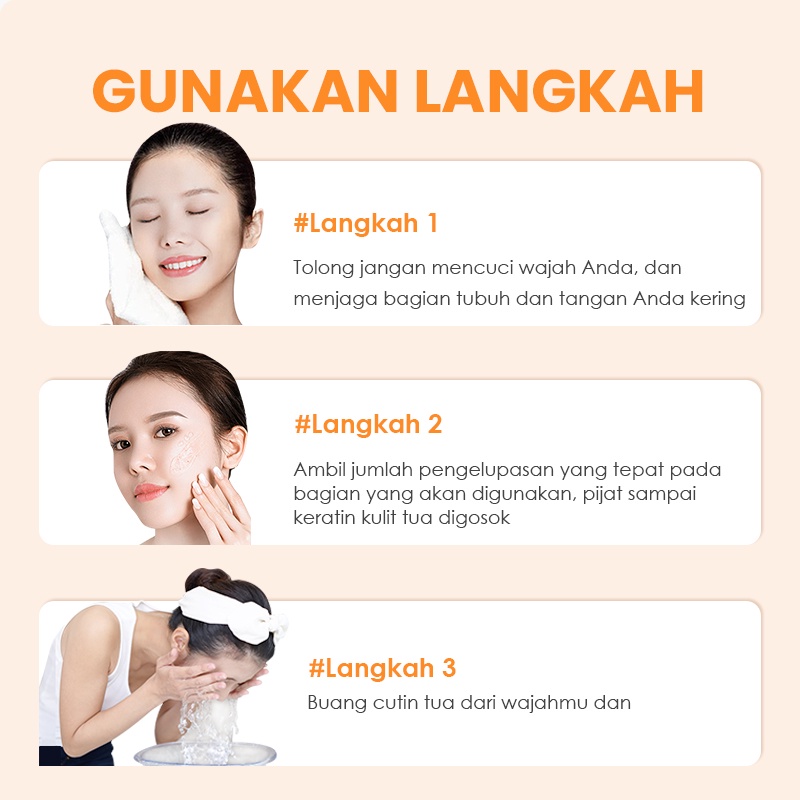 GUNAKAN LANGKAH
#Langkah 1
Tolong jangan mencuci wajah Anda, dan
menjaga bagian tubuh dan tangan Anda kering
#Langkah 2
Ambil jumlah pengelupasan yang tepat pada
bagian yang akan digunakan, pijat sampai
keratin kulit tua digosok
#Langkah 3
Buang cutin tua dari wajahmu dan